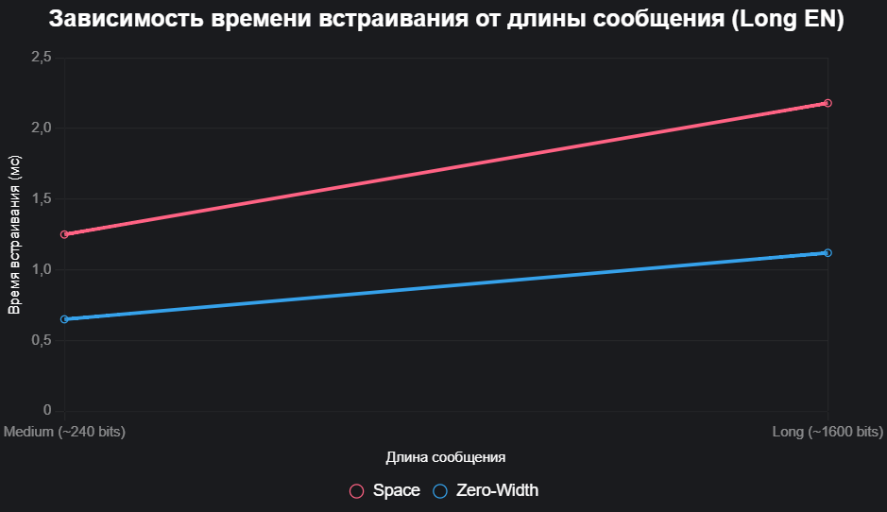 Зависимость времени встраивания от длины сообщения (Long EN)
2,5
2,0
1,5
1,0
0,5
0
Время встраивания (мс)
Medium (~240 bits)
Long (~1600 bits)
Длина сообщения
Space
Zero-Width